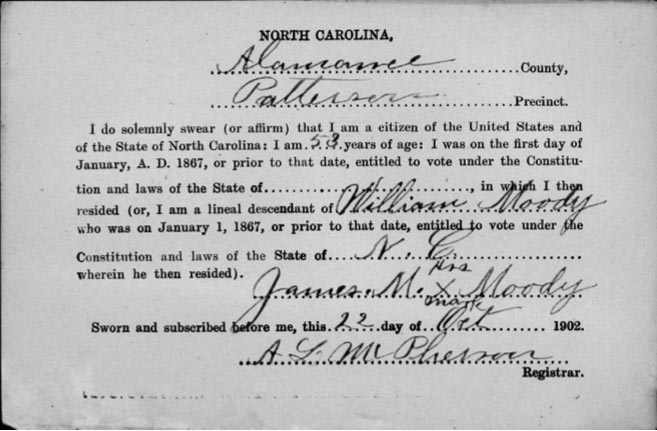 NORTH CAROLINA,
Alamance County,
Patterson Precinct.
I do solemnly swear (or affirm) that I am a citizen of the United States and
of the State of North Carolina: I am 53 years of age: I was on the first day of
January, A. D. 1867, or prior to that date, entitled to vote under the Constitu-
tion and laws of the State of , in which I then
resided (or, I am a lineal descendant of William Moody
who was on January 1, 1867, or prior to that date, entitled to vote under the
Constitution and laws of the State of N. C.
wherein he then resided).
his
James. M. X Moody
mark
Sworn and subscribed before me, this 22 day of Oct 1902.
A L McPherson
Registrar.